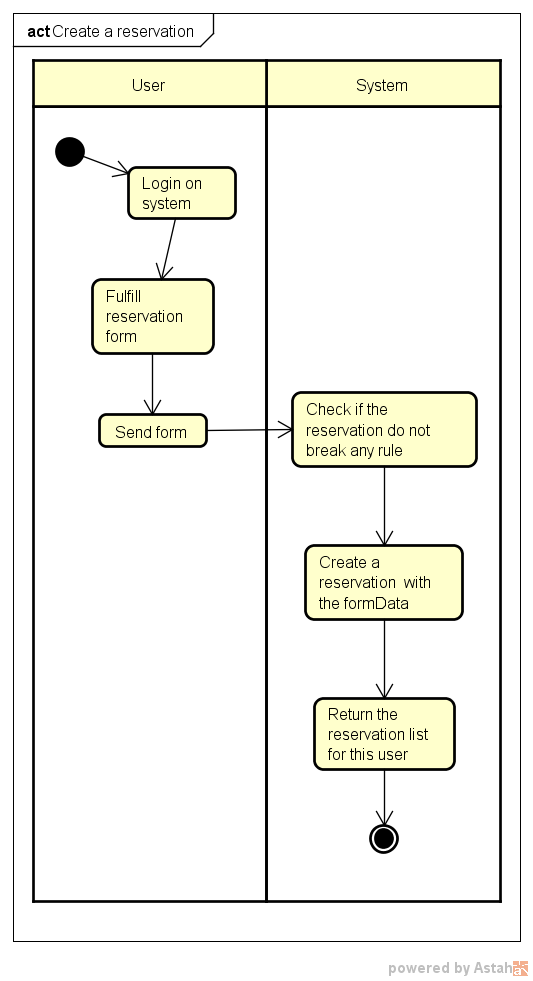 act Create a reservation
User
System
Login on
system
Fulfill
reservation
form
Send form
Check if the
reservation do not
break any rule
Create a
reservation with
the formData
Return the
reservation list
for this user
powered by Astah